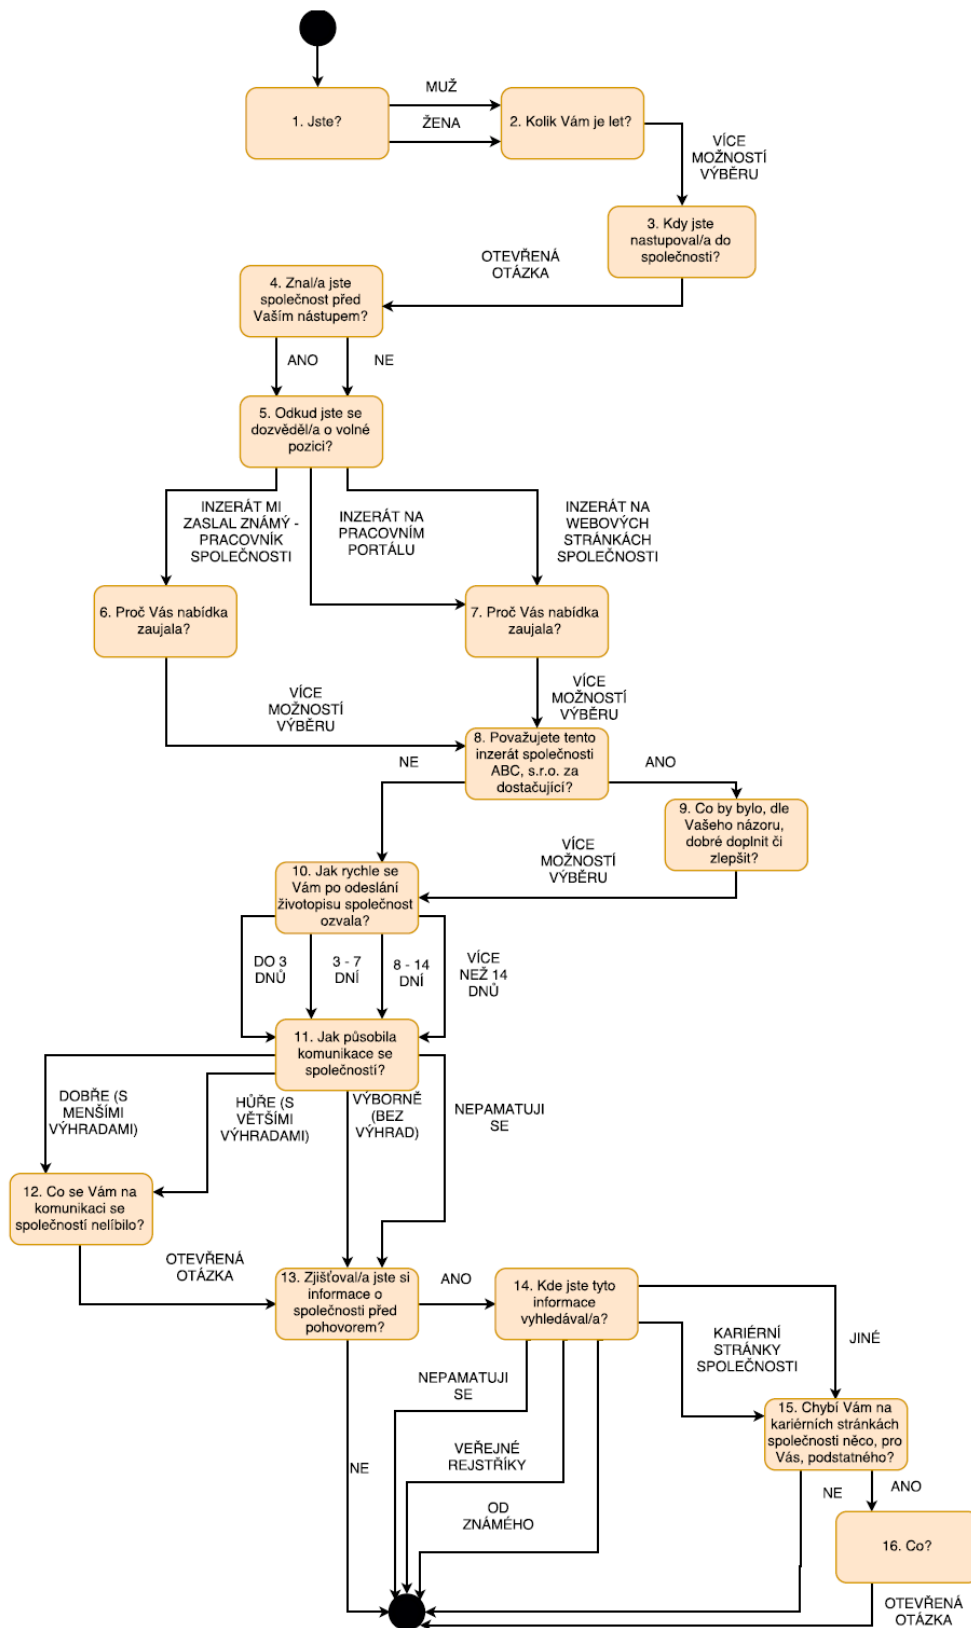 MUŽ
1. Jste?
ŽENA
2. Kolik Vám je let?
VÍCE
MOŽNOSTÍ
VÝBĚRU
3. Kdy jste
nastupoval/a do
společnosti?
OTEVŘENÁ
OTÁZKA
4. Znal/a jste
společnost před
Vaším nástupem?
ANO
NE
5. Odkud jste se
dozvěděl/a o volné
pozici?
INZERÁT MI
ZASLAL ZNÁMÝ -
PRACOVNÍK
SPOLEČNOSTI
INZERÁT NA
PRACOVNÍM
PORTÁLU
INZERÁT NA
WEBOVÝCH
STRÁNKÁCH
SPOLEČNOSTI
6. Proč Vás nabídka
zaujala?
7. Proč Vás nabídka
zaujala?
VÍCE
MOŽNOSTÍ
VÝBĚRU
VÍCE
MOŽNOSTÍ
VÝBĚRU
8. Považujete tento
inzerát společnosti
ABC, s.r.o. za
dostačující?
NE
ANO
9. Co by bylo, dle
Vašeho názoru,
dobré doplnit či
zlepšit?
VÍCE
MOŽNOSTÍ
VÝBĚRU
10. Jak rychle se
Vám po odeslání
životopisu společnost
ozvala?
DO 3
DNŮ
3 - 7
DNÍ
8 - 14
DNÍ
VÍCE
NEŽ 14
DNŮ
11. Jak působila
komunikace se
společností?
DOBŘE (S
MENŠÍMI
VÝHRADAMI)
HŮŘE (S
VĚTŠÍMI
VÝHRADAMI)
VÝBORNĚ
(BEZ
VÝHRAD)
NEPAMATUJI
SE
12. Co se Vám na
komunikaci se
společností nelíbilo?
OTEVŘENÁ
OTÁZKA
13. Zjišťoval/a jste si
informace o
společnosti před
pohovorem?
ANO
14. Kde jste tyto
informace
vyhledával/a?
KARIÉRNÍ
STRÁNKY
SPOLEČNOSTI
JINÉ
NEPAMATUJI
SE
15. Chybí Vám na
kariérních stránkách
společnosti něco, pro
Vás, podstatného?
NE
VEŘEJNÉ
REJSTŘÍKY
OD
ZNÁMÉHO
NE
ANO
16. Co?
OTEVŘENÁ
OTÁZKA